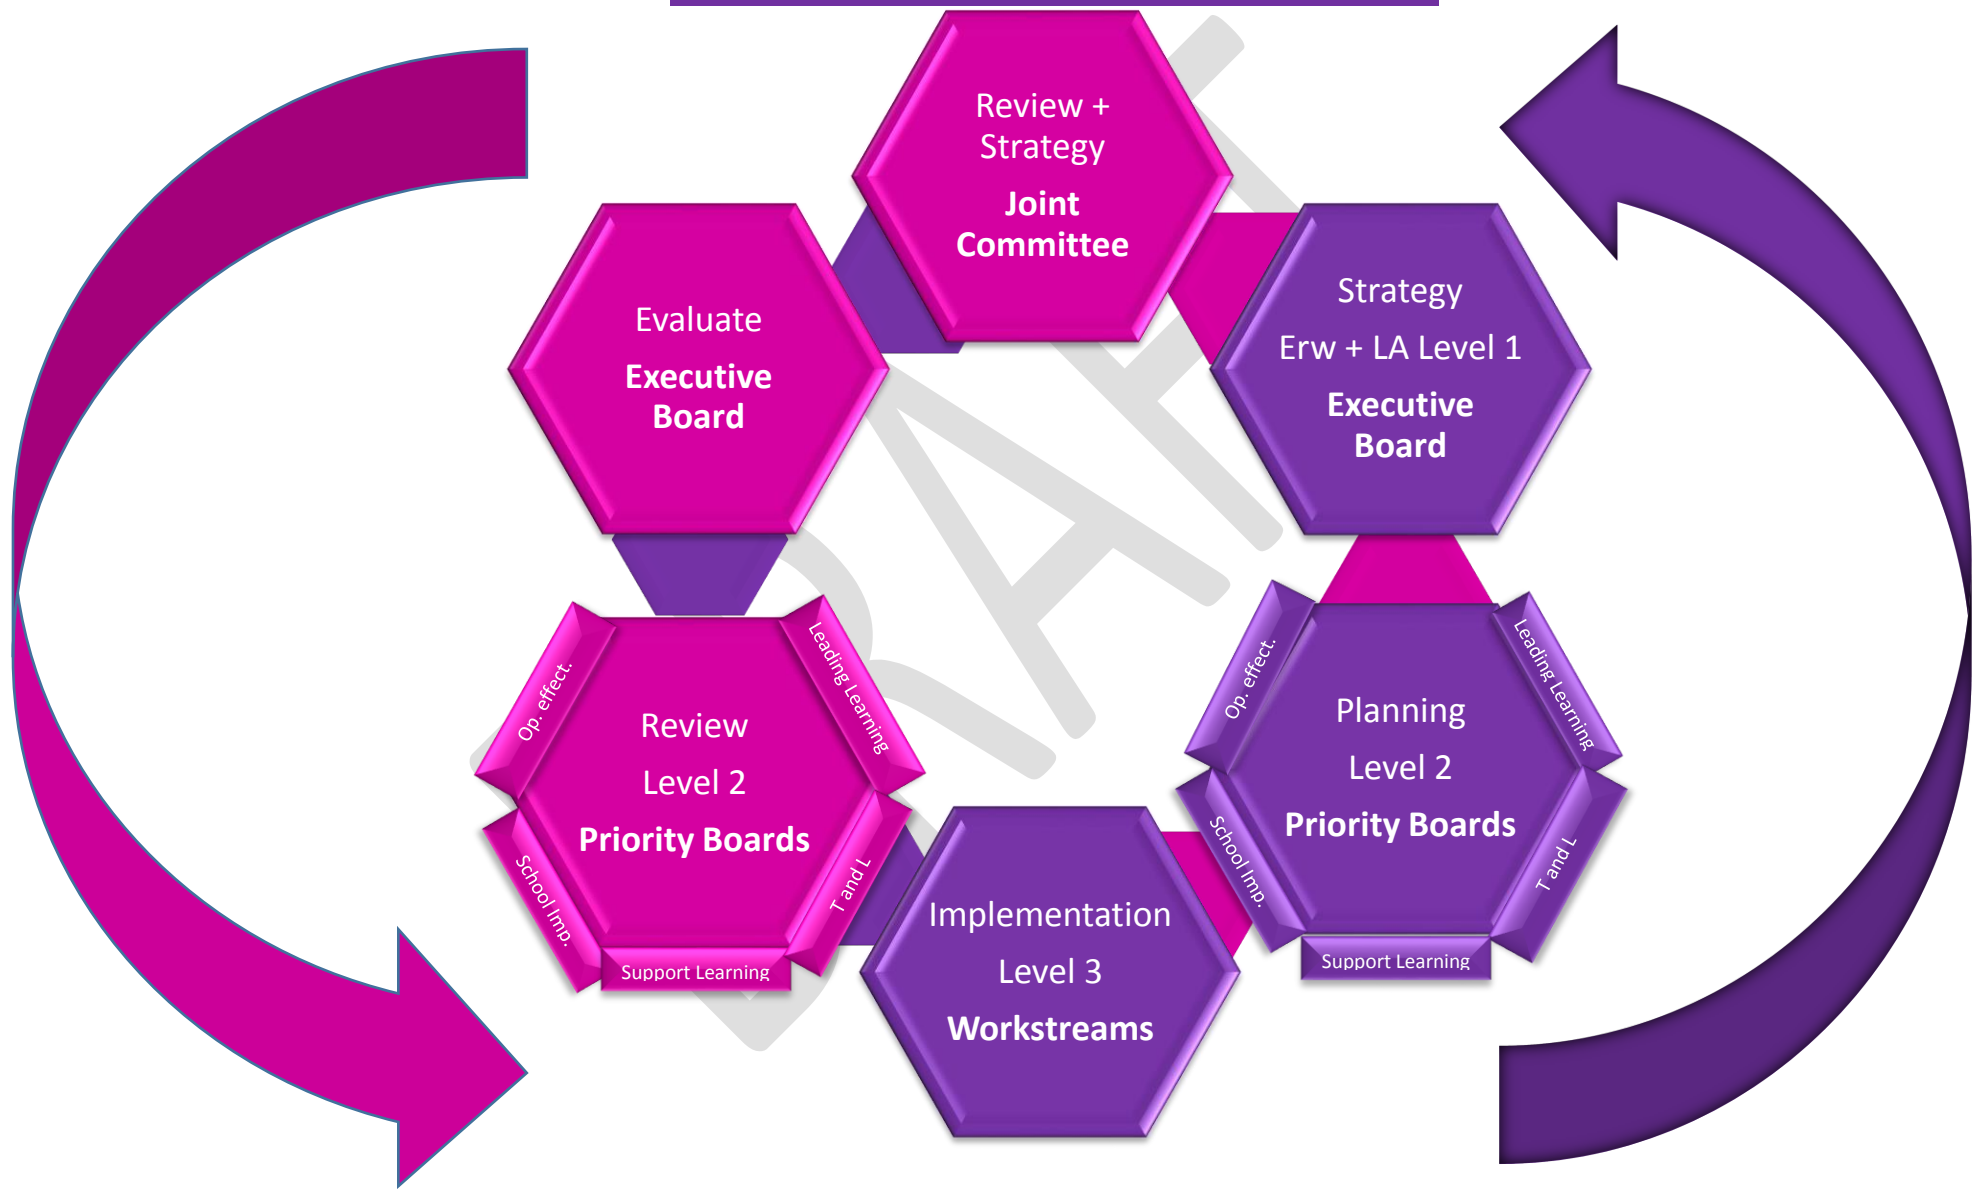 Review +
Strategy
Joint
Committee
Evaluate
Executive
Board
Strategy
Erw + LA Level 1
Executive
Board
Op. effect.
Leading Learning
Review
Level 2
Priority Boards
School Imp.
T and L
Support Learning
Op. effect.
Leading Learning
Planning
Level 2
Priority Boards
School Imp.
T and L
Support Learning
Implementation
Level 3
Workstreams
DRAFT